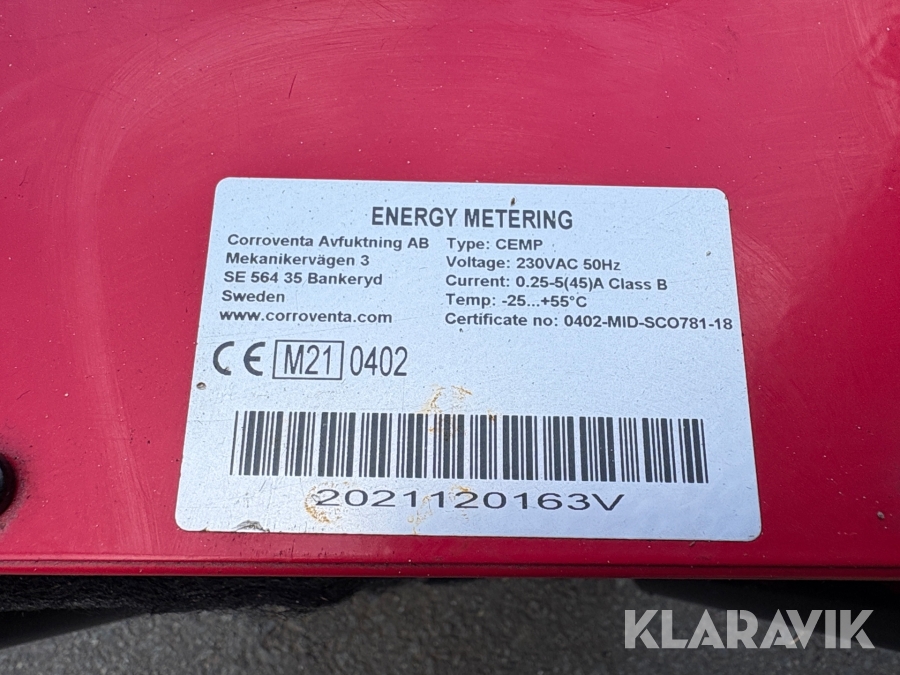 ENERGY METERING
Corroventa Avfuktning AB
Mekanikervägen 3
SE 564 35 Bankeryd
Sweden
www.corroventa.com
Type: CEMP
Voltage: 230VAC 50Hz
Current: 0.25-5(45)A Class B
Temp: -25...+55°C
Certificate no: 0402-MID-SCO781-18
CE M21 0402
2021120163V
KLARAVIK